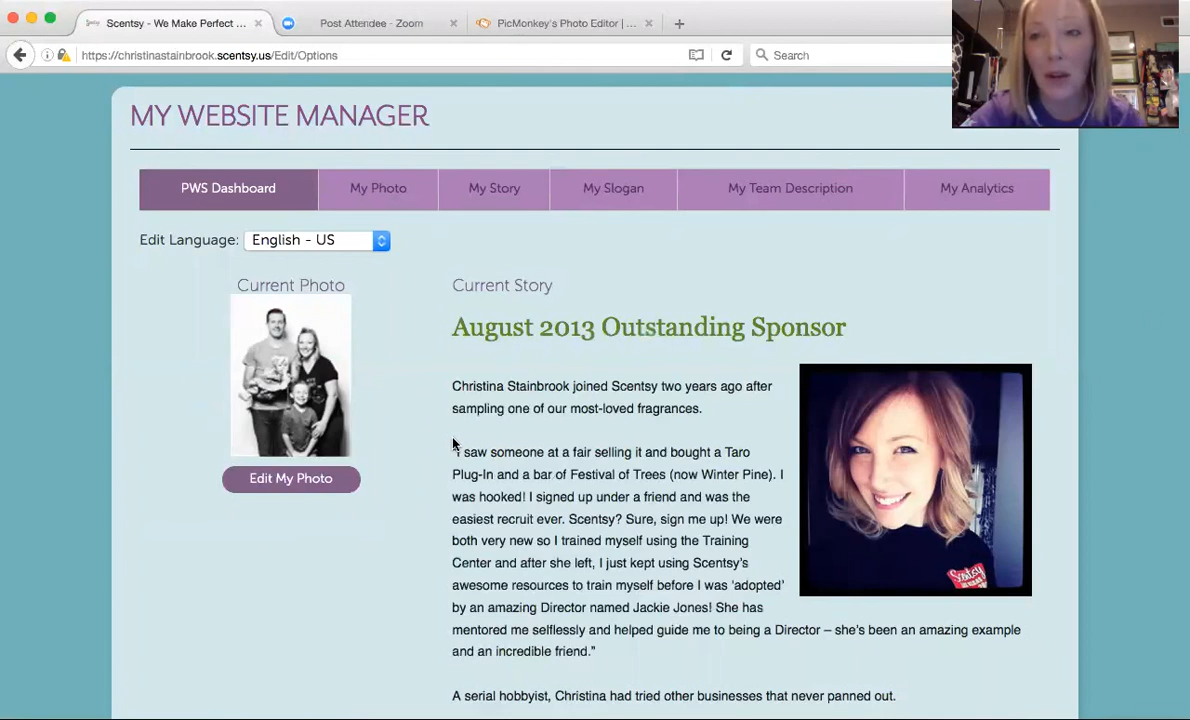 Scentsy - We Make Perfect ...
Post Attendee - Zoom
PicMonkey's Photo Editor | ...
https://christinastainbrook.scentsy.us/Edit/Options
Search
MY WEBSITE MANAGER
PWS Dashboard
My Photo
My Story
My Slogan
My Team Description
My Analytics
Edit Language: English - US
Current Photo
Edit My Photo
Current Story
August 2013 Outstanding Sponsor
Christina Stainbrook joined Scentsy two years ago after
sampling one of our most-loved fragrances.
"I saw someone at a fair selling it and bought a Taro
Plug-In and a bar of Festival of Trees (now Winter Pine). I
was hooked! I signed up under a friend and was the
easiest recruit ever. Scentsy? Sure, sign me up! We were
both very new so I trained myself using the Training
Center and after she left, I just kept using Scentsy's
awesome resources to train myself before I was 'adopted'
by an amazing Director named Jackie Jones! She has
mentored me selflessly and helped guide me to being a Director – she's been an amazing example
and an incredible friend."
A serial hobbyist, Christina had tried other businesses that never panned out.
Scentsy